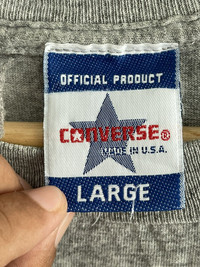 OFFICIAL PRODUCT
CONVERSE®
MADE IN U.S.A.
LARGE